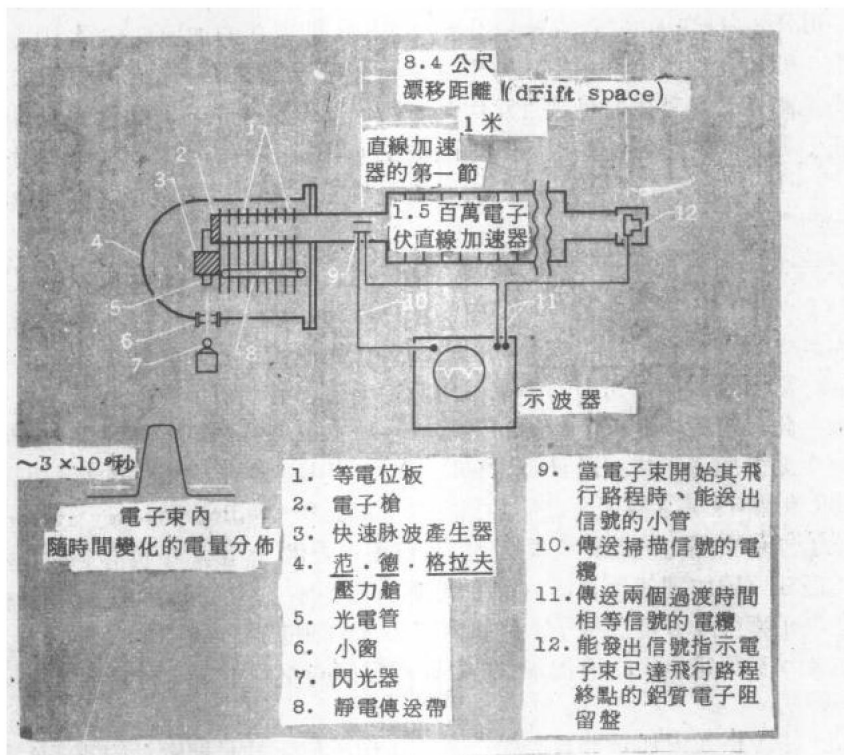 8.4 公尺
漂移距離 (drift space)
1 米
直線加速
器的第一節
1.5 百萬電子
伏直線加速器
1
2
3
4
5
6
7
8
9
10
11
12
示波器
~3×10⁻⁹秒
電子束內
隨時間變化的電量分佈
1. 等電位板
2. 電子槍
3. 快速脉波產生器
4. 范.德.格拉夫
壓力艙
5. 光電管
6. 小窗
7. 閃光器
8. 靜電傳送帶
9. 當電子束開始其飛
行路程時、能送出
信號的小管
10.傳送掃描信號的電
纜
11.傳送兩個過渡時間
相等信號的電纜
12.能發出信號指示電
子束已達飛行路程
終點的鋁質電子阻
留盤